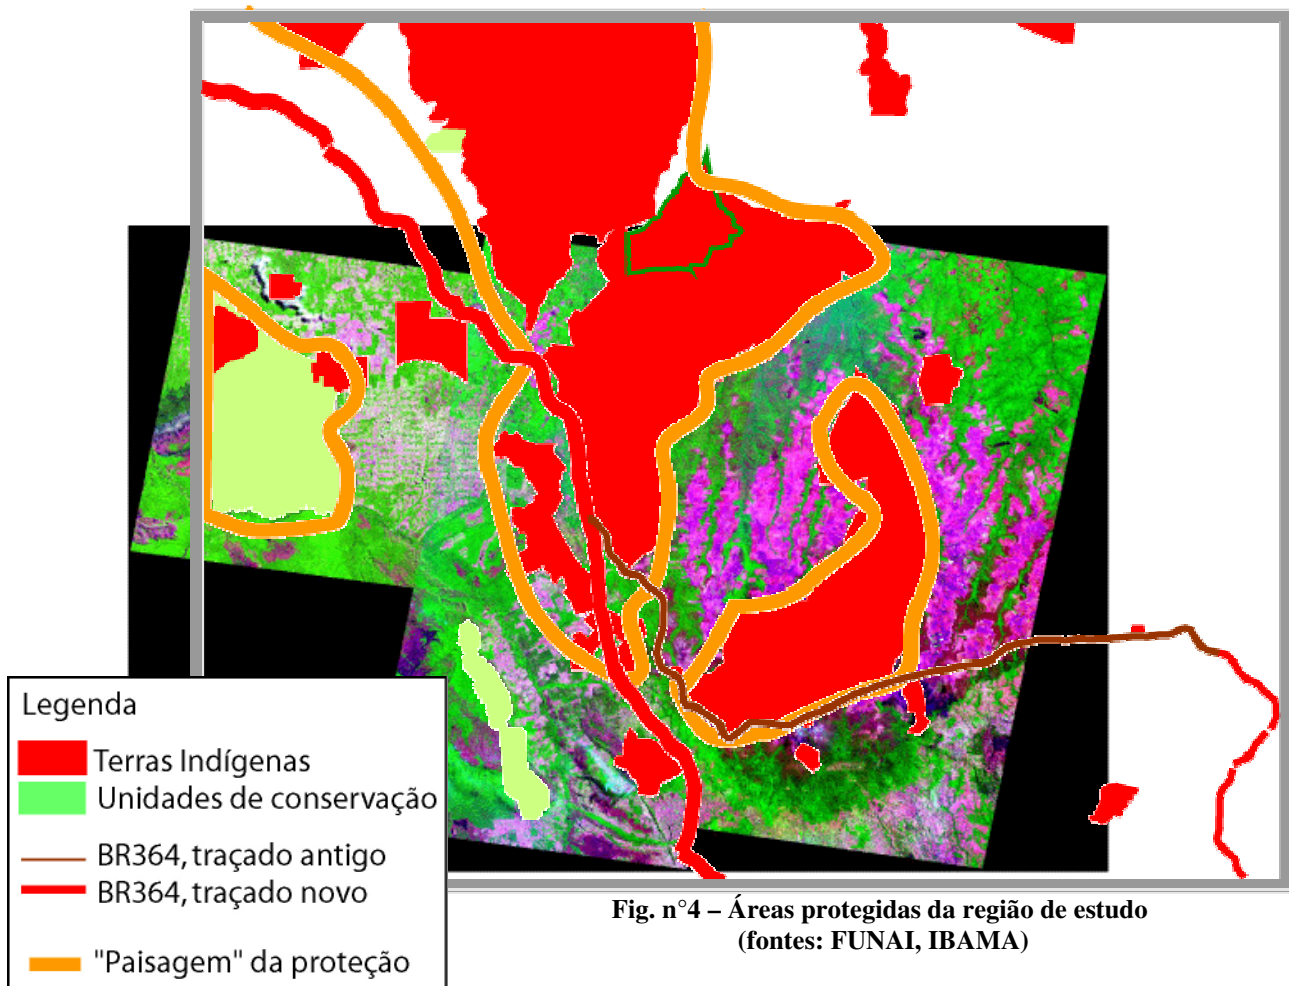 Legenda
Terras Indígenas
Unidades de conservação
BR364, traçado antigo
BR364, traçado novo
"Paisagem" da proteção
Fig. n°4 – Áreas protegidas da região de estudo
(fontes: FUNAI, IBAMA)